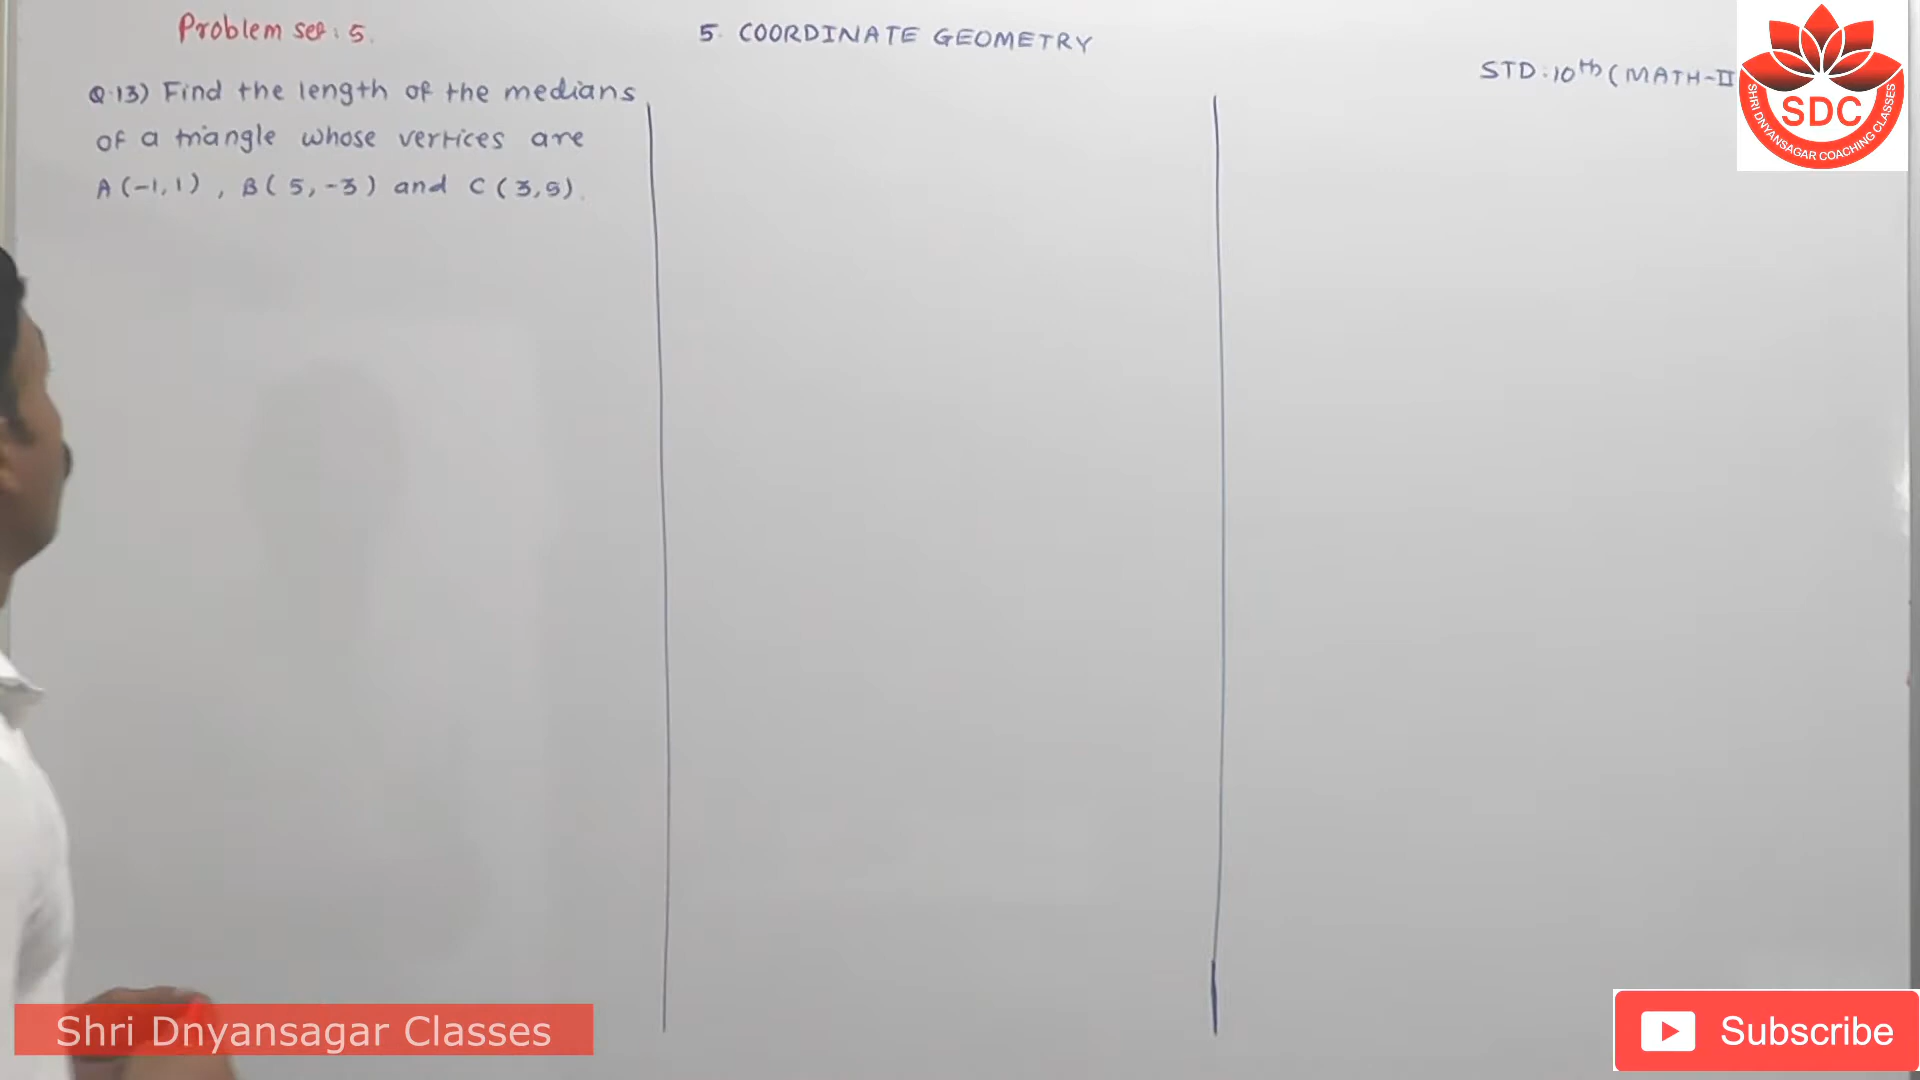 Problem set : 5.
5. COORDINATE GEOMETRY
STD : 10th (MATH-II
Q.13) Find the length of the medians
of a triangle whose vertices are
A (-1, 1) , B ( 5, -3 ) and C ( 3, 5 ).
SDC
SHRI DNYANSAGAR COACHING CLASSES
Shri Dnyansagar Classes
Subscribe